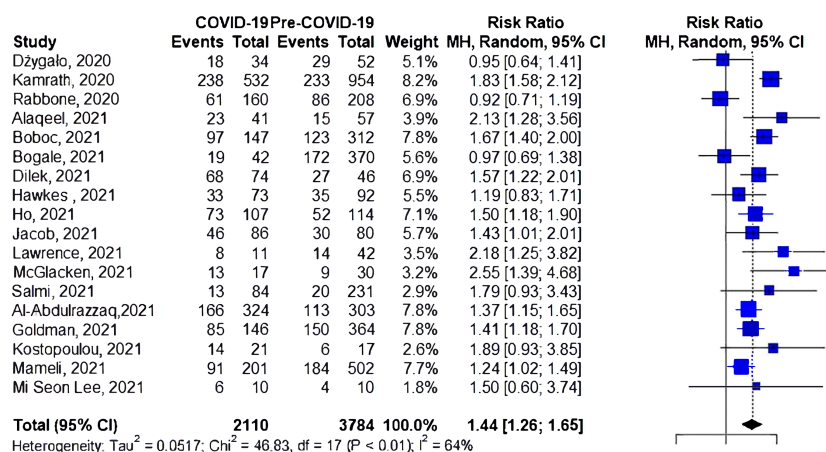 COVID-19 Pre-COVID-19 Risk Ratio Risk Ratio
Study Events Total Events Total Weight MH, Random, 95% CI MH, Random, 95% CI
Dżygało, 2020 18 34 29 52 5.1% 0.95 [0.64; 1.41]
Kamrath, 2020 238 532 233 954 8.2% 1.83 [1.58; 2.12]
Rabbone, 2020 61 160 86 208 6.9% 0.92 [0.71; 1.19]
Alaqeel, 2021 23 41 15 57 3.9% 2.13 [1.28; 3.56]
Boboc, 2021 97 147 123 312 7.8% 1.67 [1.40; 2.00]
Bogale, 2021 19 42 172 370 5.6% 0.97 [0.69; 1.38]
Dilek, 2021 68 74 27 46 7.0% 1.57 [1.22; 2.01]
Hawkes , 2021 33 73 35 92 5.4% 1.19 [0.83; 1.71]
Ho, 2021 73 107 52 114 7.1% 1.50 [1.18; 1.90]
Jacob, 2021 46 86 30 80 5.7% 1.43 [1.01; 2.01]
Lawrence, 2021 8 11 14 42 3.5% 2.18 [1.25; 3.82]
McGlacken, 2021 13 17 9 30 3.2% 2.55 [1.39; 4.68]
Salmi, 2021 13 84 20 231 2.9% 1.79 [0.93; 3.43]
Al-Abdulrazzaq,2021 166 324 113 303 7.8% 1.37 [1.15; 1.65]
Goldman, 2021 85 146 150 364 7.8% 1.41 [1.18; 1.70]
Kostopoulou, 2021 14 21 6 17 2.6% 1.89 [0.93; 3.85]
Mameli, 2021 91 201 184 502 7.7% 1.24 [1.02; 1.49]
Mi Seon Lee, 2021 6 10 4 10 1.8% 1.50 [0.60; 3.74]
Total (95% CI) 2110 3784 100.0% 1.44 [1.26; 1.65]
Heterogeneity: Tau² = 0.0517; Chi² = 46.83, df = 17 (P < 0.01); I² = 64%